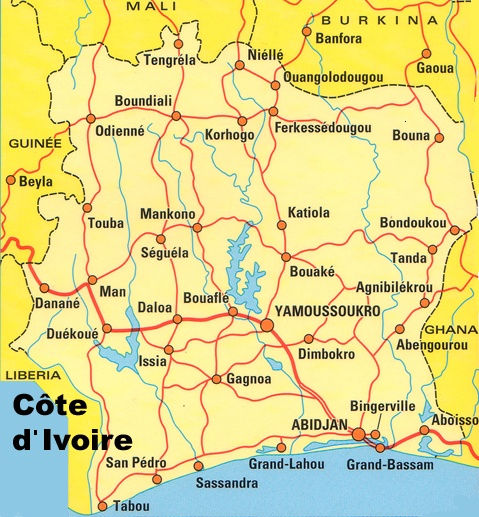 MALI
BURKINA
Banfora
Tengréla
Niéllé
Gaoua
Ouangolodougou
Boundiali
Odienné
Korhogo
Ferkessédougou
Bouna
GUINÉE
Beyla
Touba
Mankono
Katiola
Bondoukou
Séguéla
Tanda
Bouaké
Man
Agnibilékrou
Danané
Bouaflé
Daloa
YAMOUSSOUKRO
Duékoué
GHANA
Abengourou
Dimbokro
Issia
LIBERIA
Gagnoa
Côte
d'Ivoire
Bingerville
ABIDJAN
Aboisso
San Pédro
Grand-Lahou
Grand-Bassam
Sassandra
Tabou